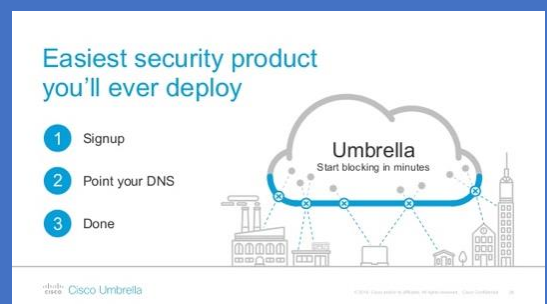 Easiest security product
you'll ever deploy
1 Signup
2 Point your DNS
3 Done
Umbrella
Start blocking in minutes
cisco Cisco Umbrella